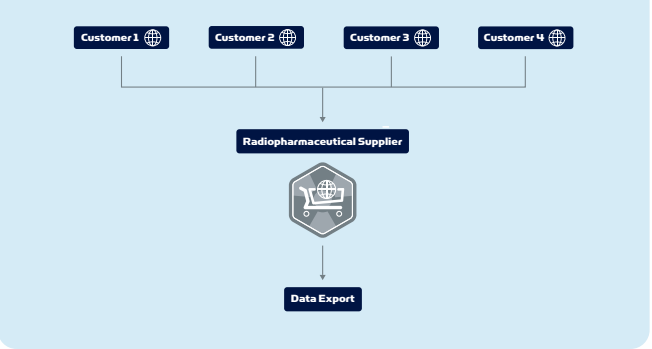 Customer 1
Customer 2
Customer 3
Customer 4
Radiopharmaceutical Supplier
Data Export